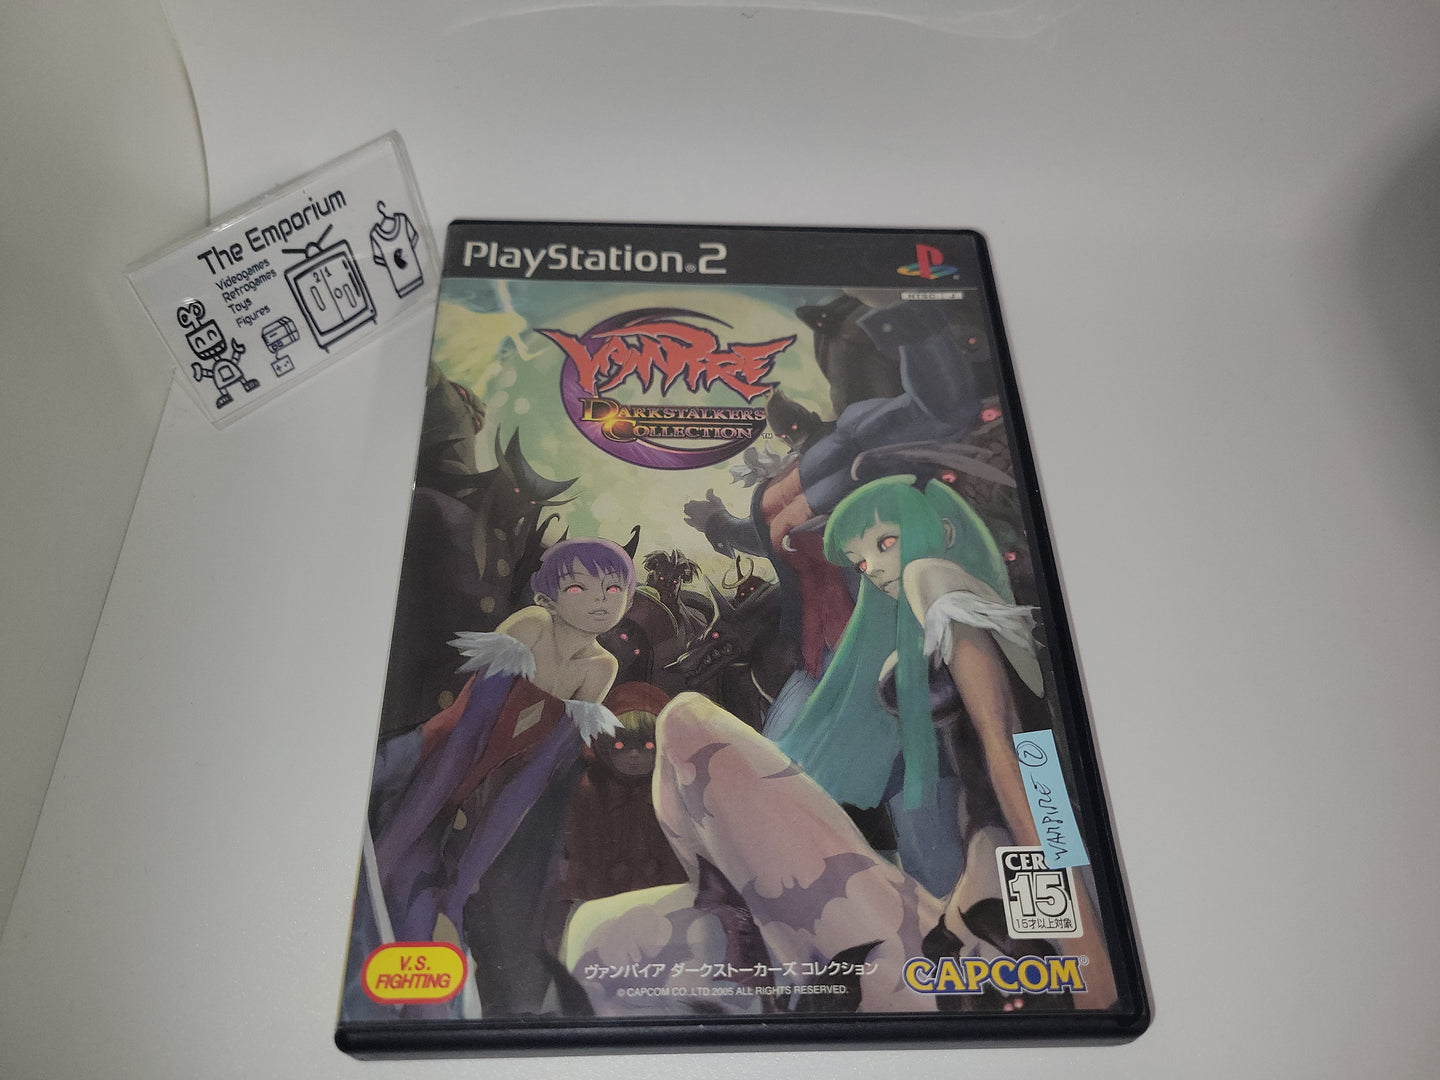 The Emporium
Videogames
Retrogames
Toys
Figures
PlayStation®2
NTSC J
VAMPIRE
DARKSTALKERS
COLLECTION™
VAMPIRE 2
CERO
15
15才以上対象
V.S.
FIGHTING
ヴァンパイア ダークストーカーズ コレクション
© CAPCOM CO., LTD. 2005 ALL RIGHTS RESERVED.
CAPCOM®